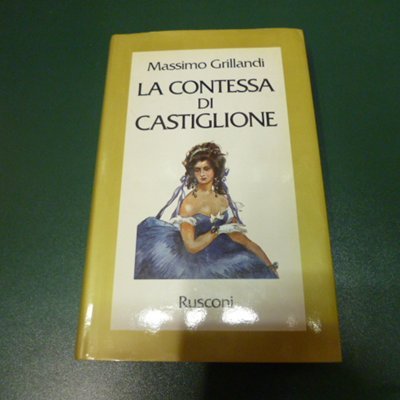 Massimo Grillandi
LA CONTESSA
DI
CASTIGLIONE
Rusconi